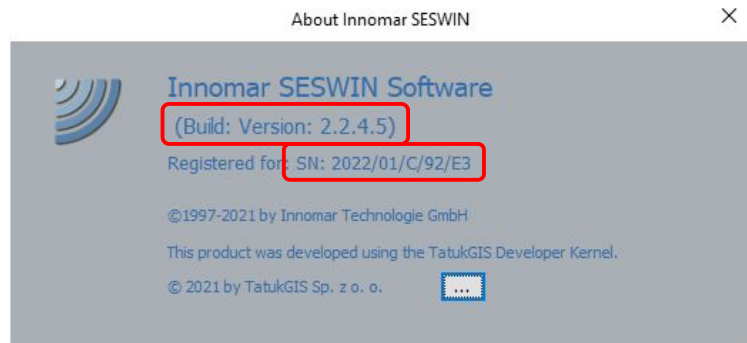 About Innomar SESWIN
Innomar SESWIN Software
(Build: Version: 2.2.4.5)
Registered for: SN: 2022/01/C/92/E3
©1997-2021 by Innomar Technologie GmbH
This product was developed using the TatukGIS Developer Kernel.
© 2021 by TatukGIS Sp. z o. o.
...